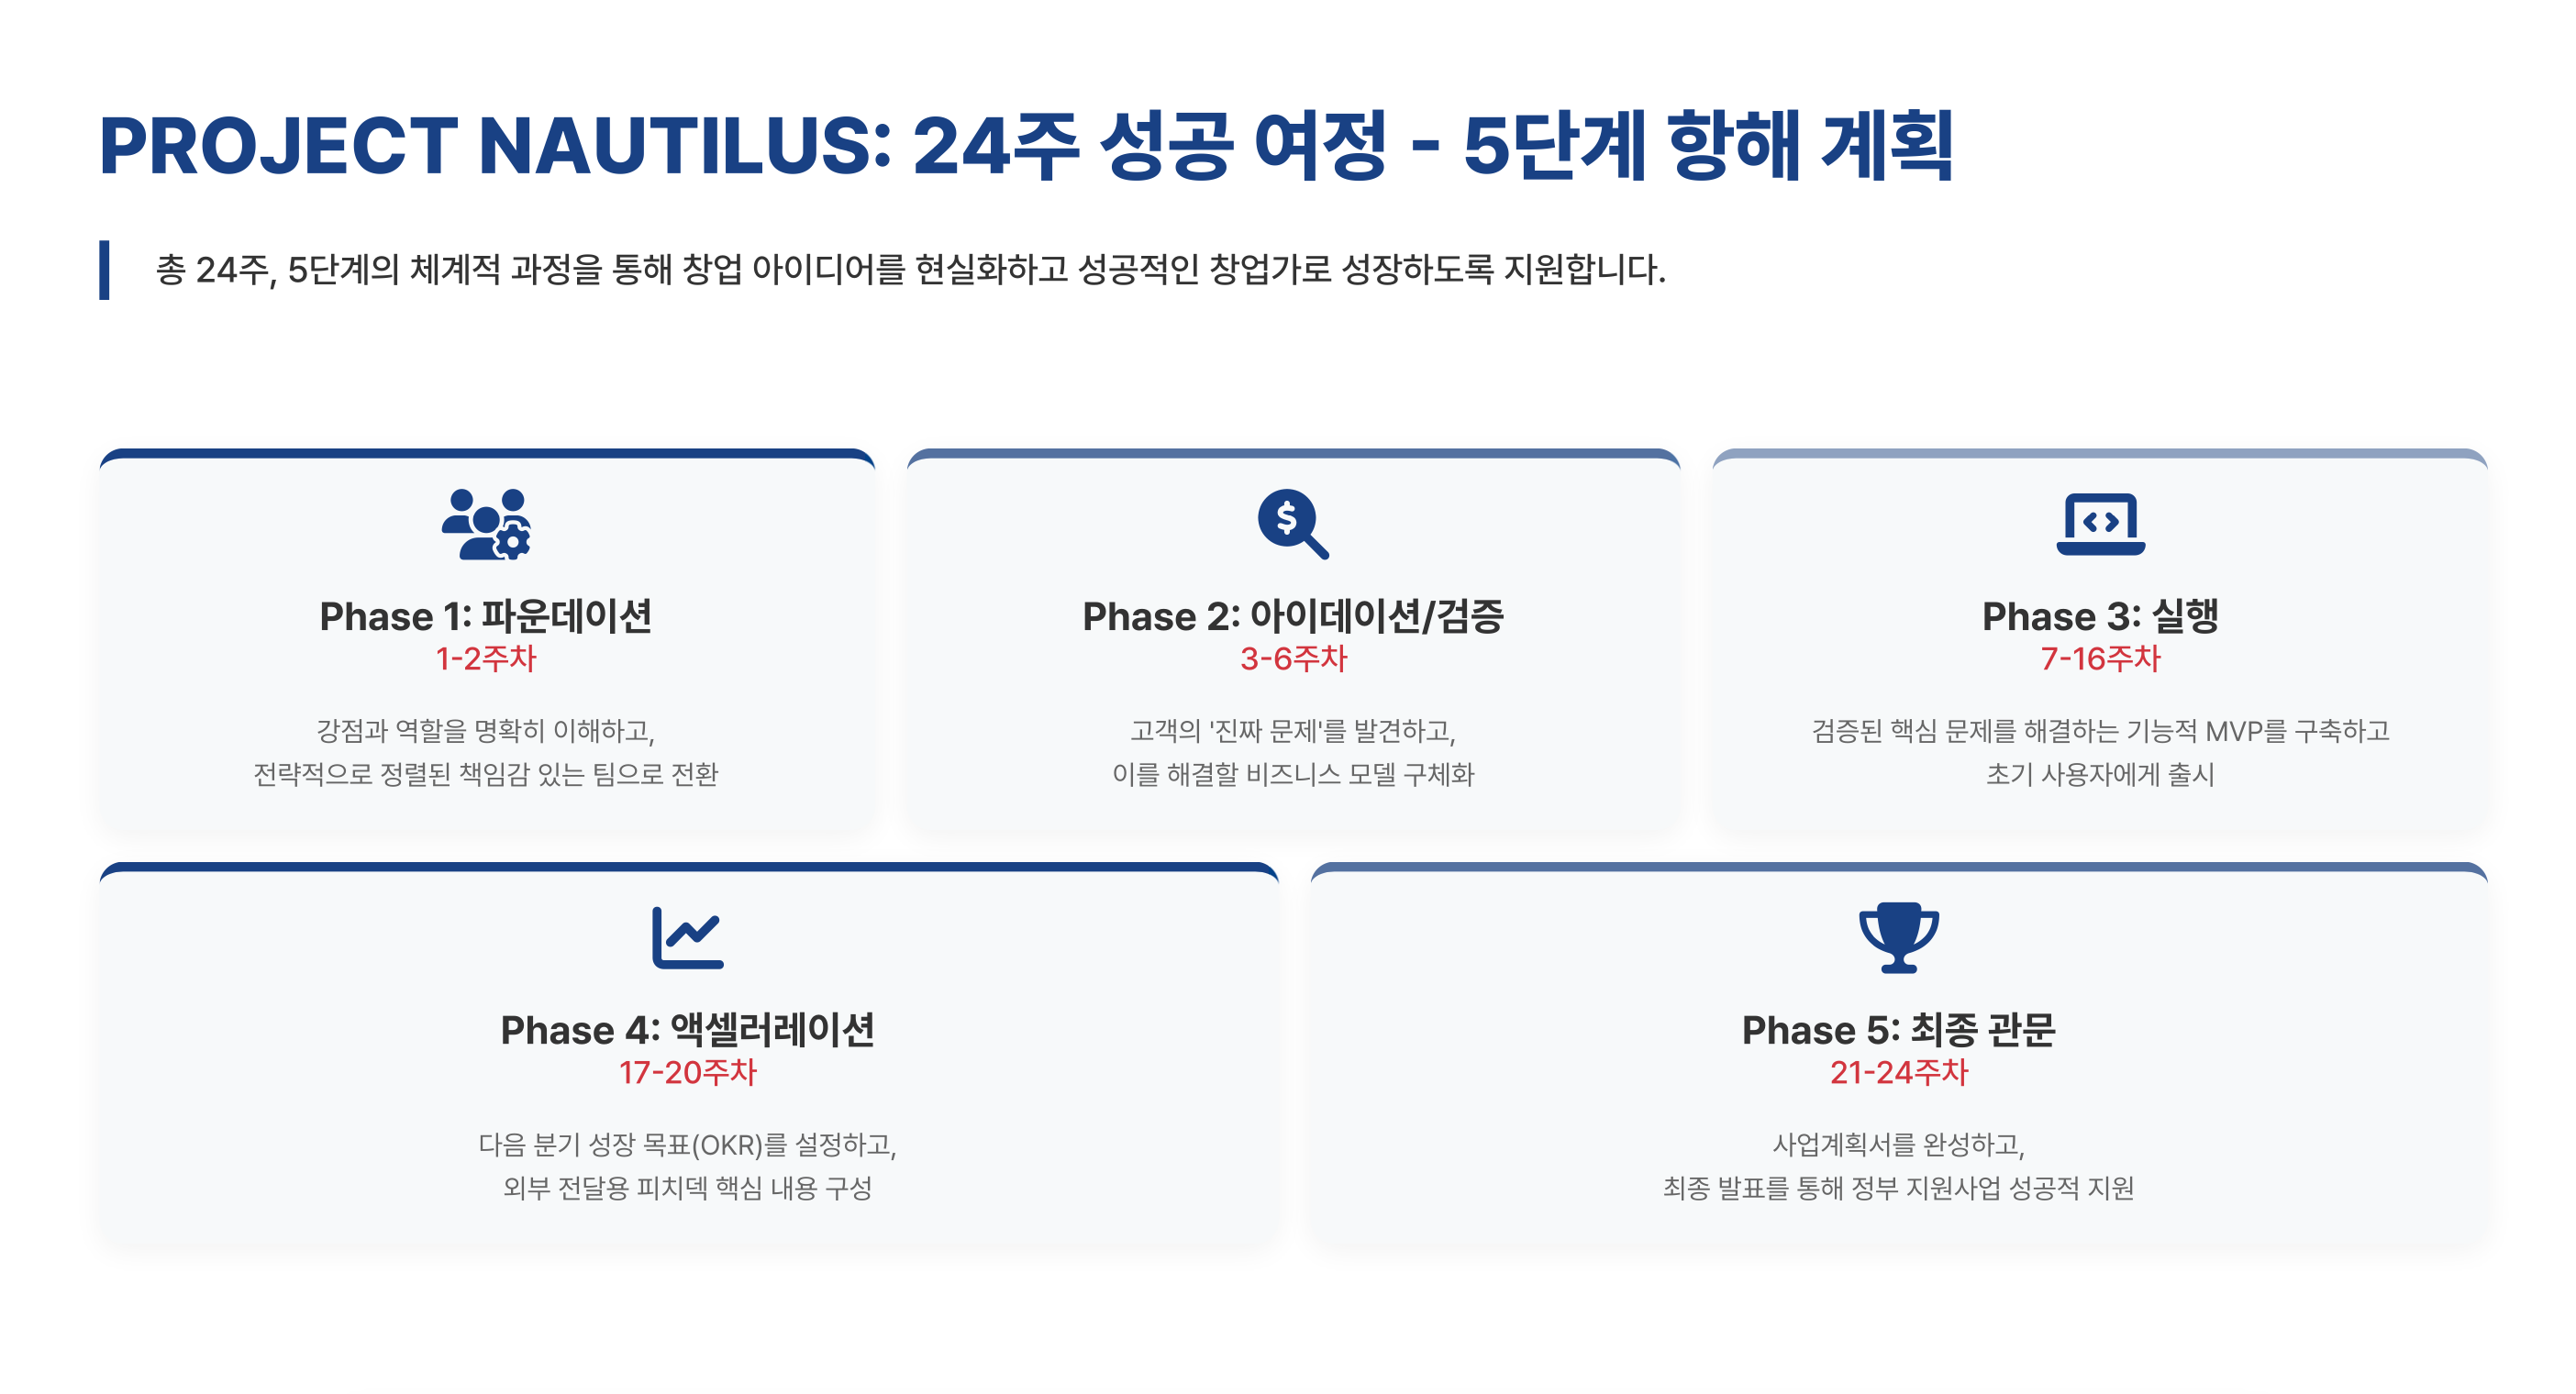 PROJECT NAUTILUS: 24주 성공 여정 - 5단계 항해 계획
총 24주, 5단계의 체계적 과정을 통해 창업 아이디어를 현실화하고 성공적인 창업가로 성장하도록 지원합니다.
Phase 1: 파운데이션
1-2주차
강점과 역할을 명확히 이해하고,
전략적으로 정렬된 책임감 있는 팀으로 전환
Phase 2: 아이데이션/검증
3-6주차
고객의 '진짜 문제'를 발견하고,
이를 해결할 비즈니스 모델 구체화
Phase 3: 실행
7-16주차
검증된 핵심 문제를 해결하는 기능적 MVP를 구축하고
초기 사용자에게 출시
Phase 4: 액셀러레이션
17-20주차
다음 분기 성장 목표(OKR)를 설정하고,
외부 전달용 피치덱 핵심 내용 구성
Phase 5: 최종 관문
21-24주차
사업계획서를 완성하고,
최종 발표를 통해 정부 지원사업 성공적 지원